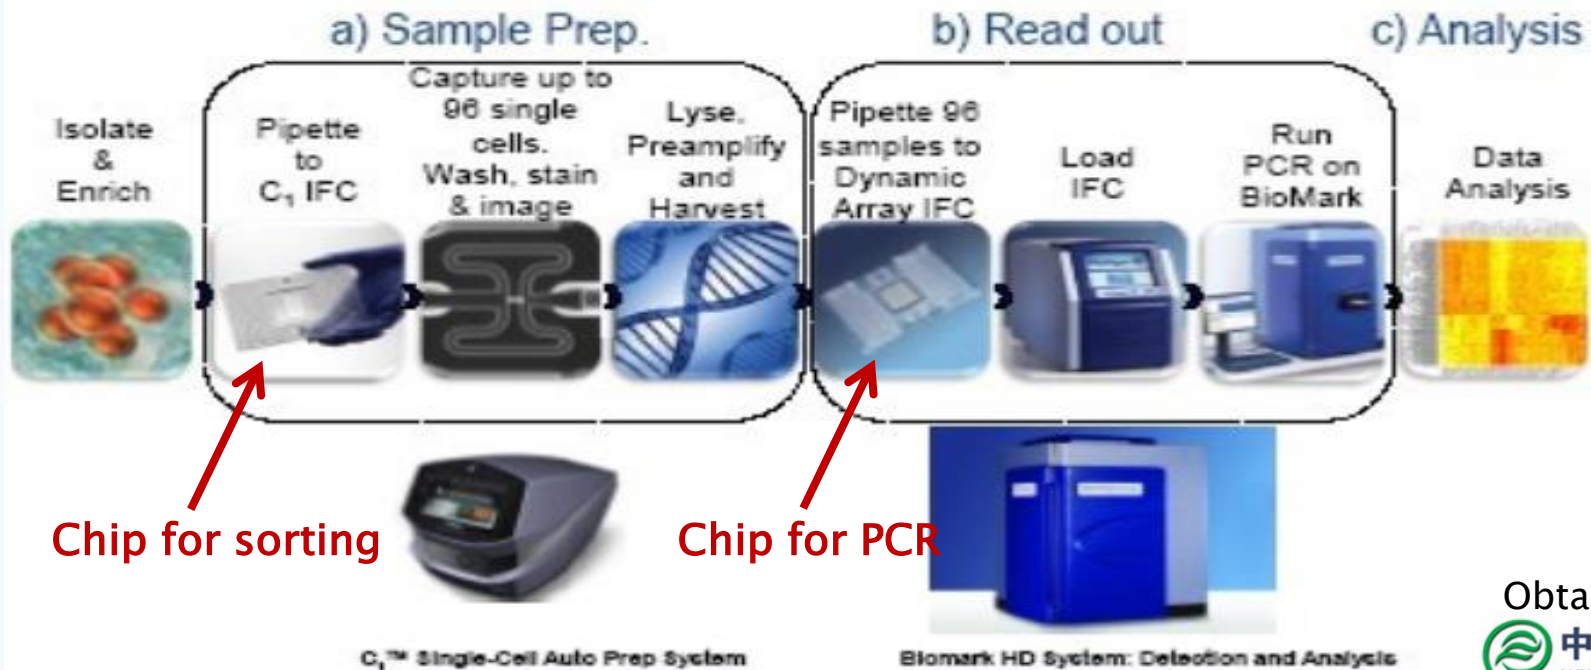 a) Sample Prep.
b) Read out
c) Analysis
Isolate
&
Enrich
Pipette
to
C₁ IFC
Capture up to
96 single
cells.
Wash, stain
& image
Lyse,
Preamplify
and
Harvest
Pipette 96
samples to
Dynamic
Array IFC
Load
IFC
Run
PCR on
BioMark
Data
Analysis
Chip for sorting
Chip for PCR
C₁™ Single-Cell Auto Prep System
Biomark HD System: Detection and Analysis
Obta
中